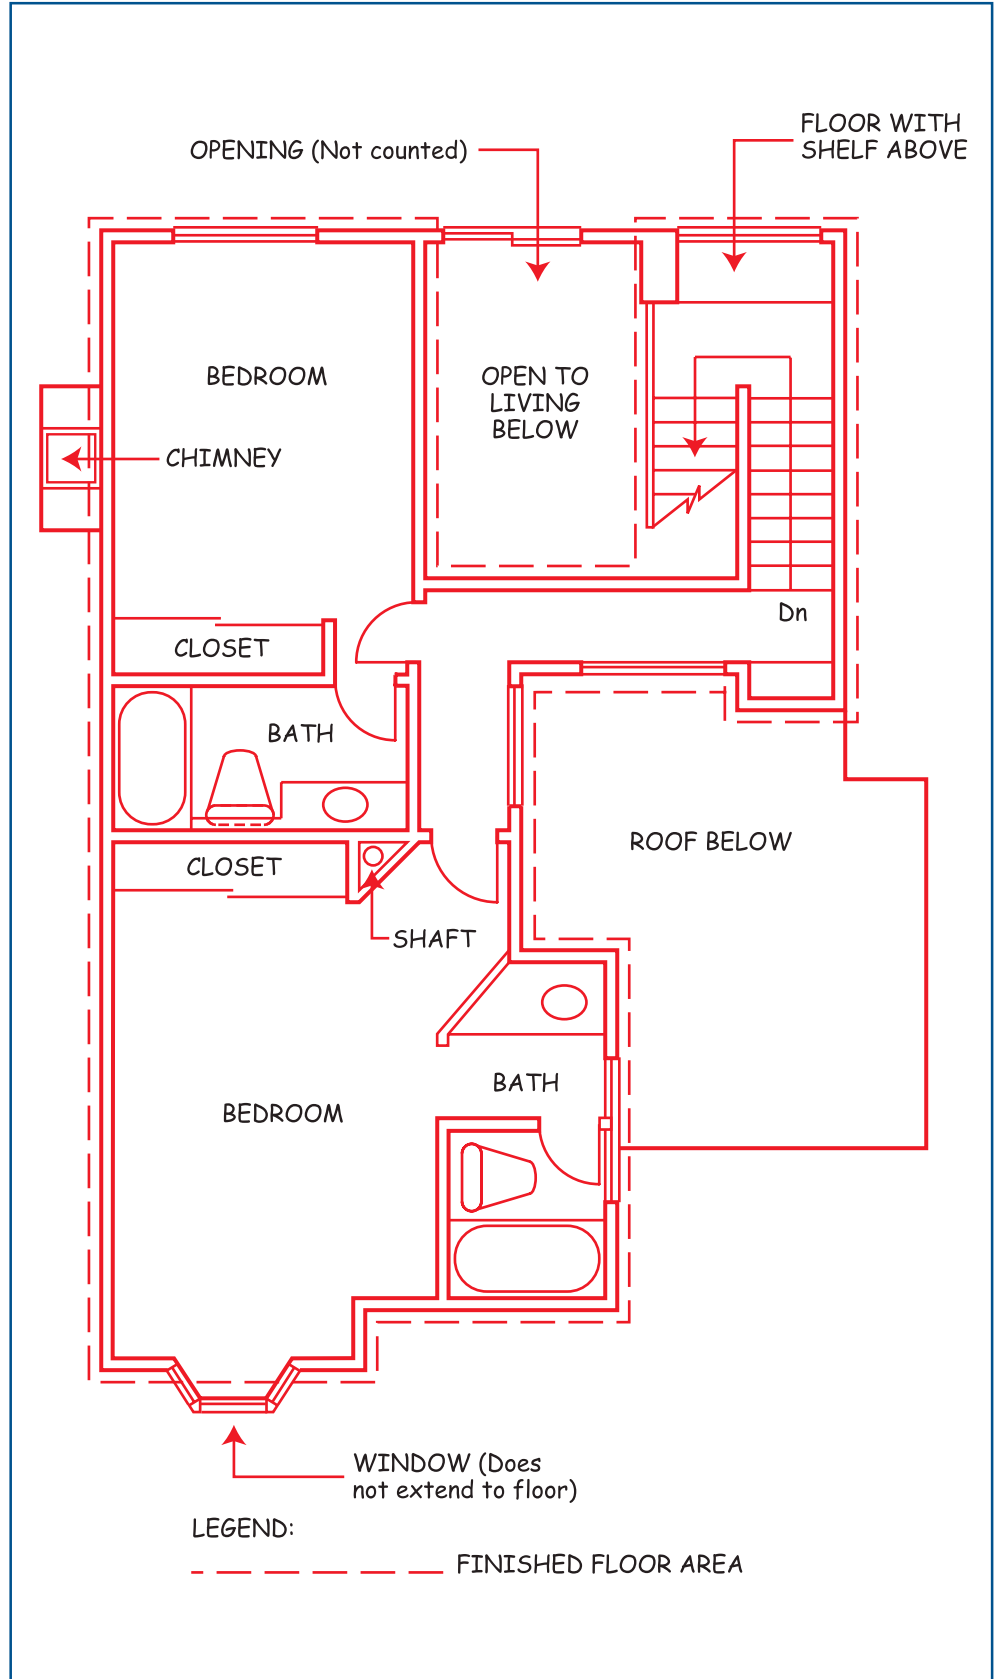 OPENING (Not counted)
FLOOR WITH
SHELF ABOVE
BEDROOM
OPEN TO
LIVING
BELOW
CHIMNEY
Dn
CLOSET
BATH
ROOF BELOW
CLOSET
SHAFT
BATH
BEDROOM
WINDOW (Does
not extend to floor)
LEGEND:
FINISHED FLOOR AREA